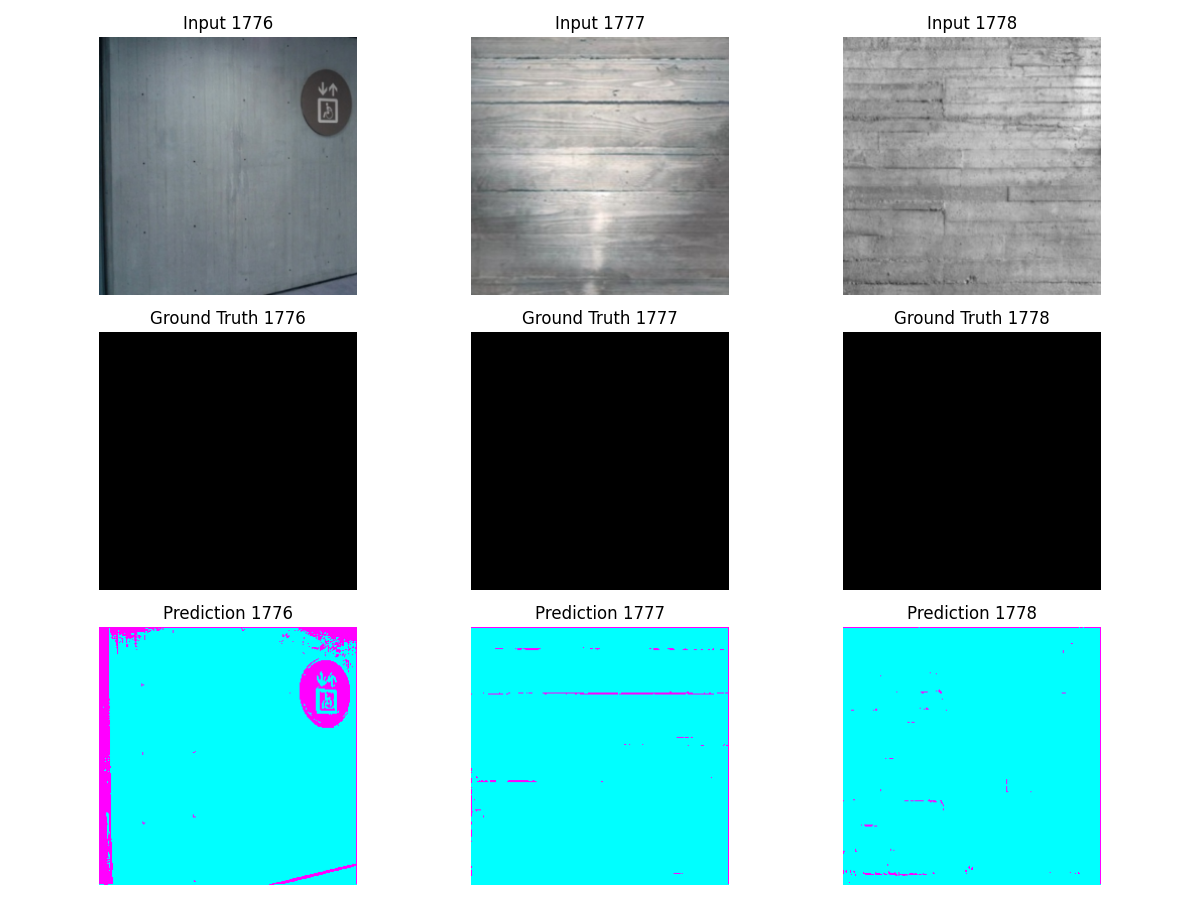 Input 1776
Input 1777
Input 1778
Ground Truth 1776
Ground Truth 1777
Ground Truth 1778
Prediction 1776
Prediction 1777
Prediction 1778